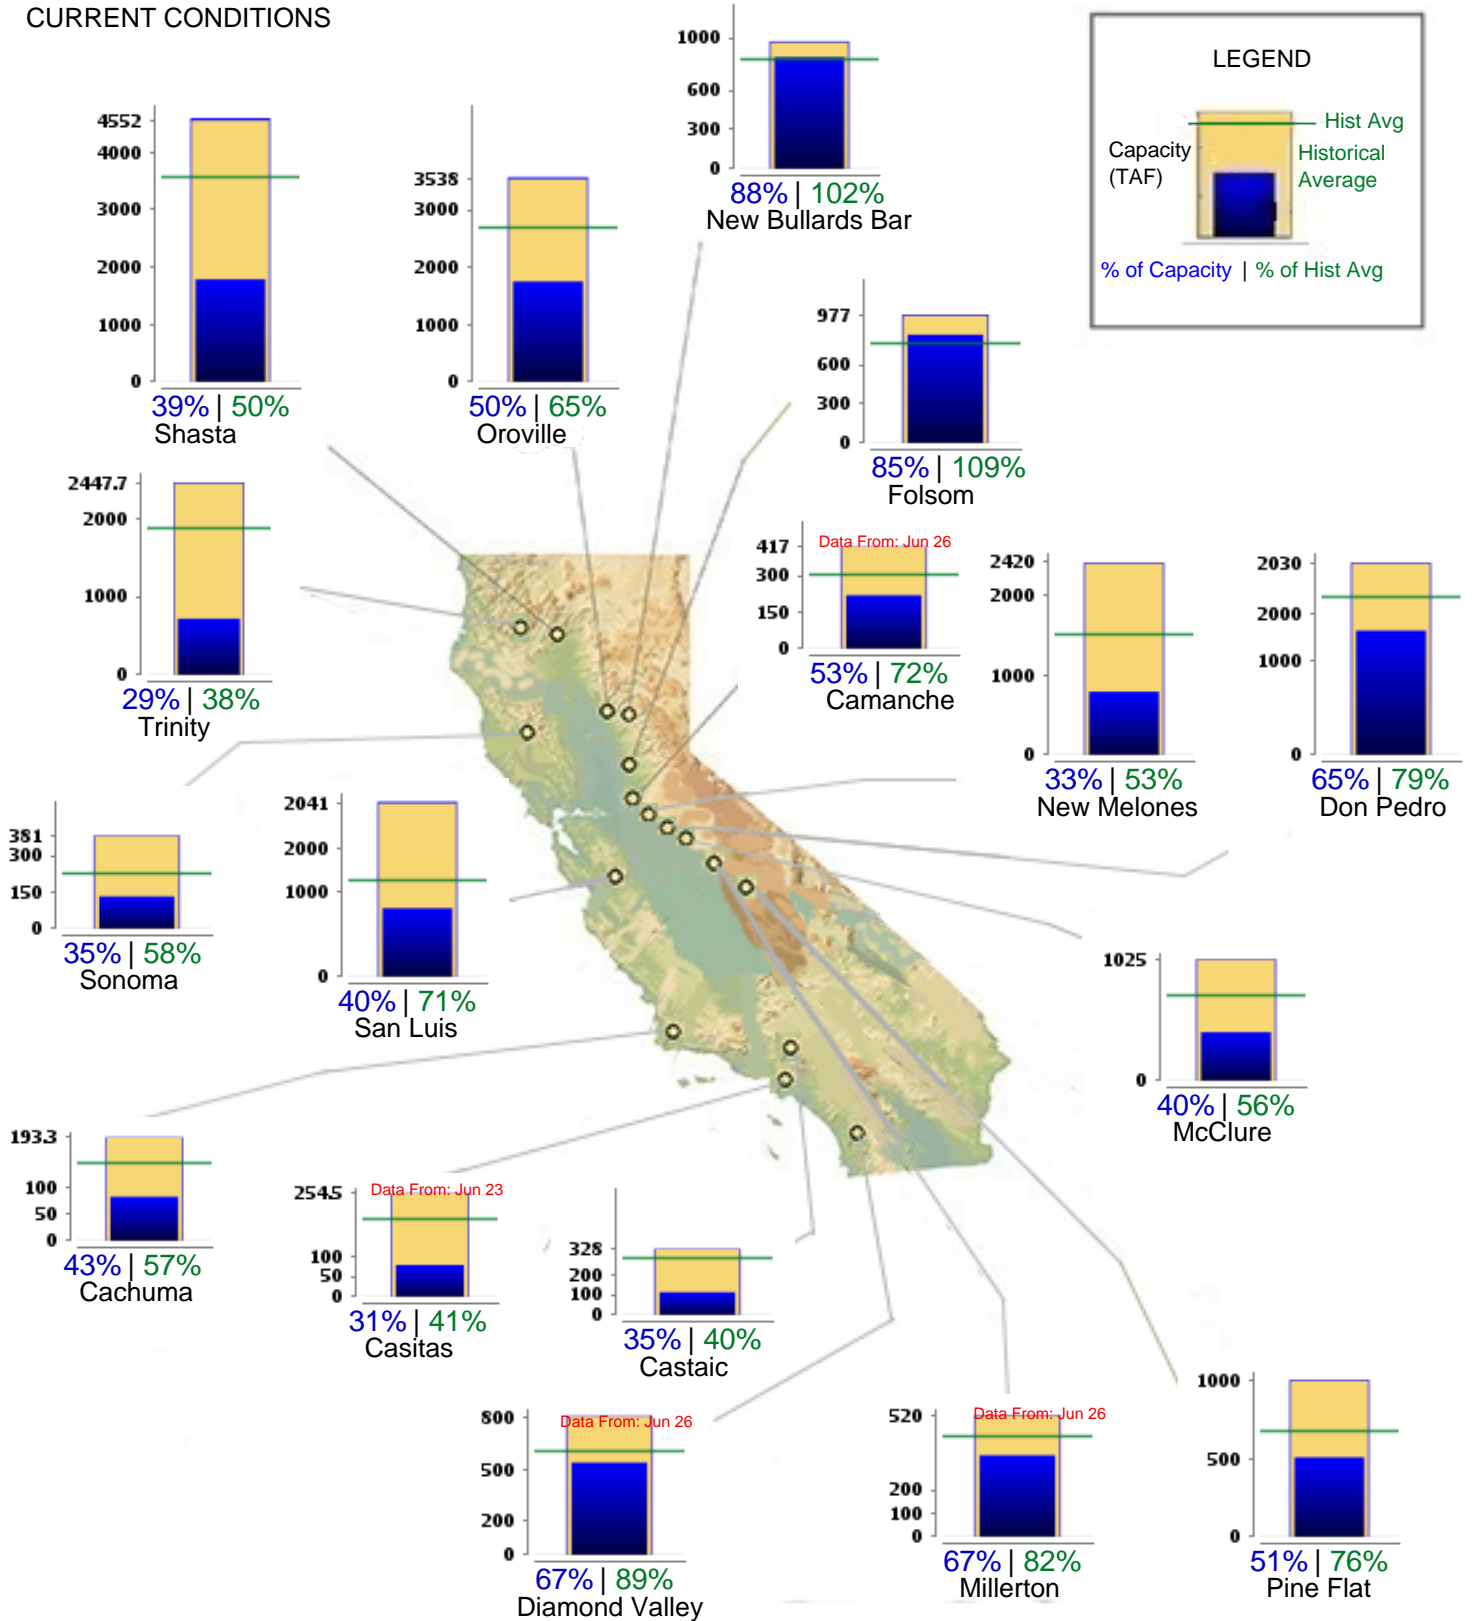 CURRENT CONDITIONS
1000
600
300
0
88% | 102%
New Bullards Bar
LEGEND
Hist Avg
Capacity
(TAF)
Historical
Average
% of Capacity | % of Hist Avg
4552
4000
3000
2000
1000
0
39% | 50%
Shasta
3538
3000
2000
1000
0
50% | 65%
Oroville
977
600
300
0
85% | 109%
Folsom
2447.7
2000
1000
0
29% | 38%
Trinity
Data From: Jun 26
417
300
150
0
53% | 72%
Camanche
2420
2000
1000
0
33% | 53%
New Melones
2030
2000
1000
0
65% | 79%
Don Pedro
381
300
150
0
35% | 58%
Sonoma
2041
2000
1000
0
40% | 71%
San Luis
1025
0
40% | 56%
McClure
193.3
100
50
0
43% | 57%
Cachuma
Data From: Jun 23
254.5
100
50
0
31% | 41%
Casitas
328
200
100
0
35% | 40%
Castaic
Data From: Jun 26
800
500
200
0
67% | 89%
Diamond Valley
Data From: Jun 26
520
200
100
0
67% | 82%
Millerton
1000
500
0
51% | 76%
Pine Flat